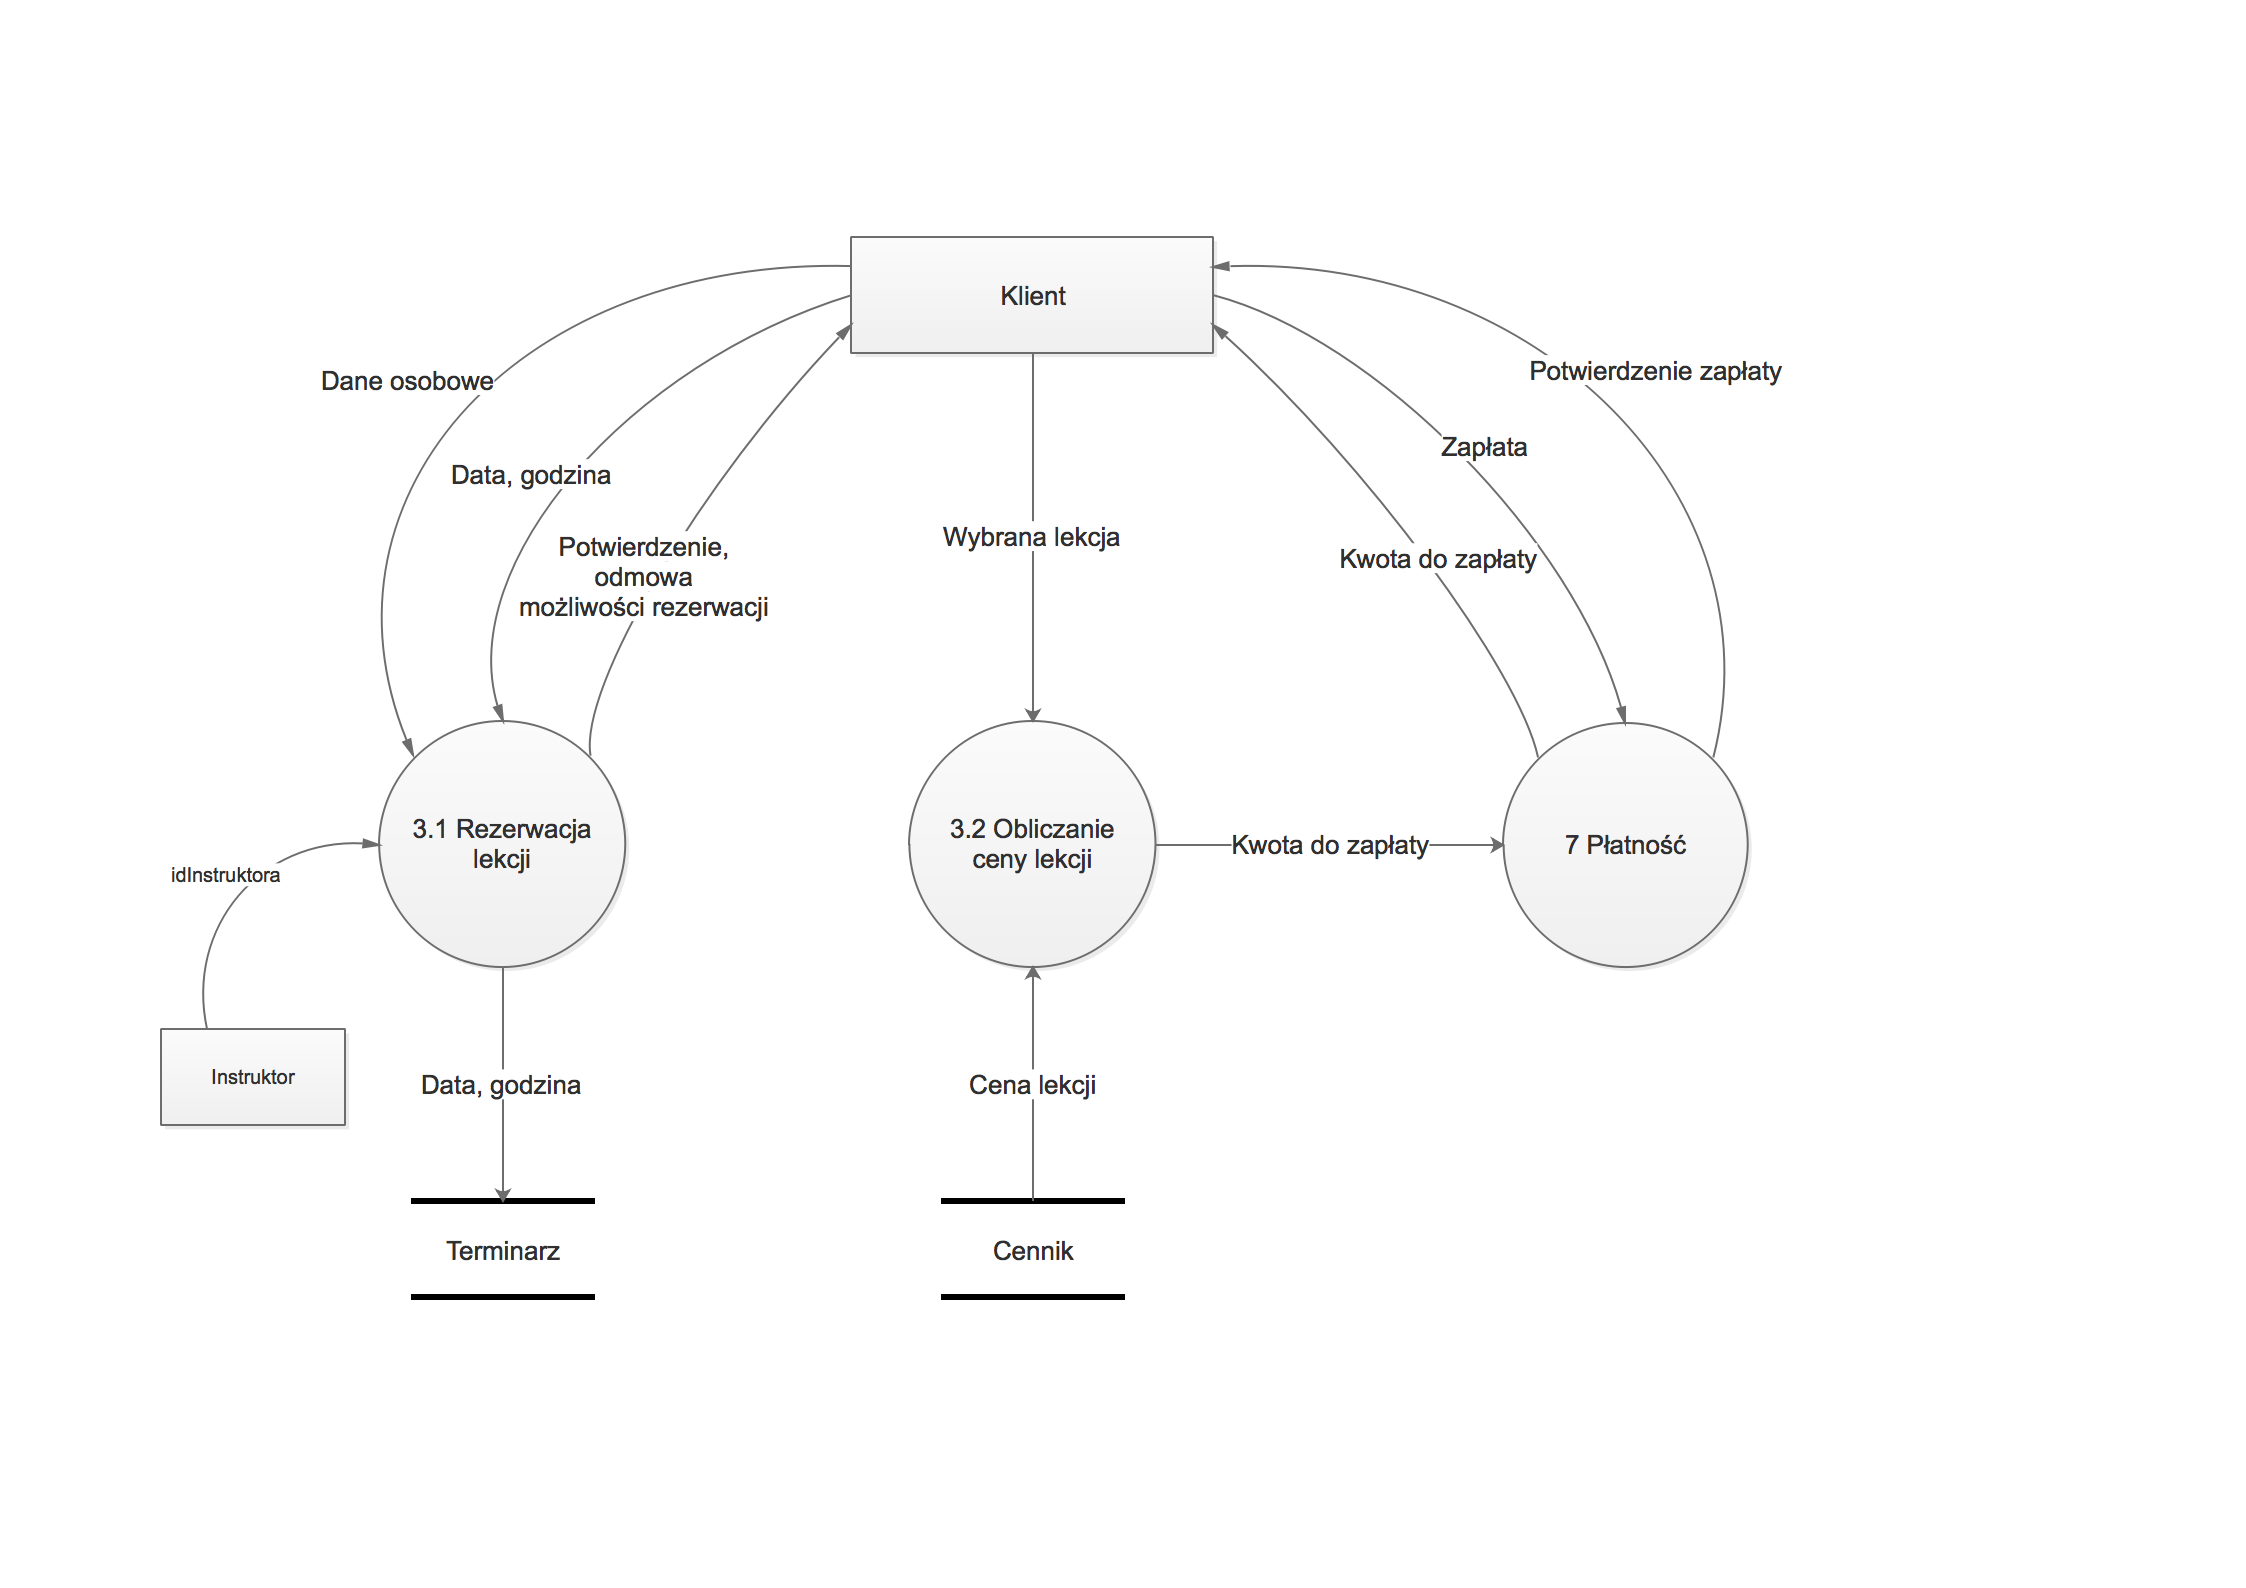 Klient
Dane osobowe
Potwierdzenie zapłaty
Zapłata
Data, godzina
Potwierdzenie,
odmowa
możliwości rezerwacji
Wybrana lekcja
Kwota do zapłaty
3.1 Rezerwacja
lekcji
3.2 Obliczanie
ceny lekcji
Kwota do zapłaty
7 Płatność
idInstruktora
Instruktor
Data, godzina
Cena lekcji
Terminarz
Cennik